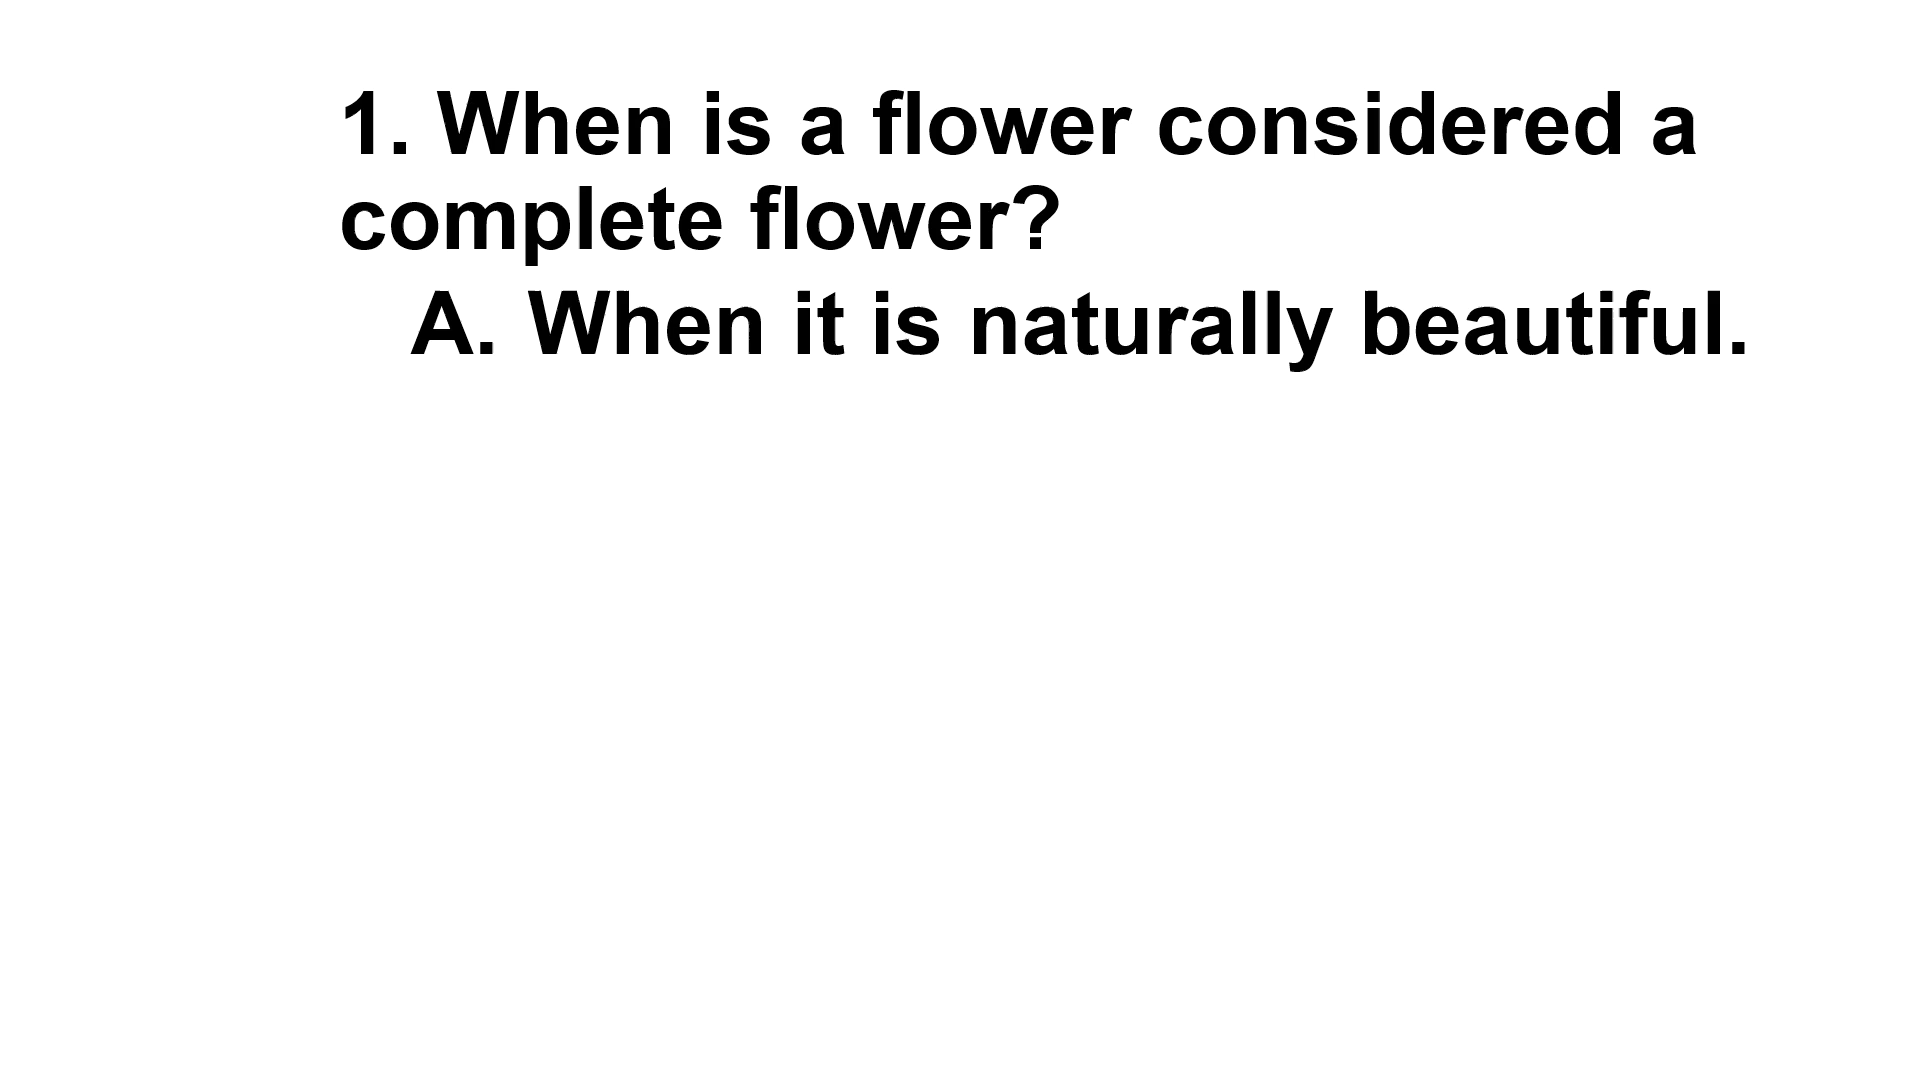 1. When is a flower considered a
complete flower?
A. When it is naturally beautiful.